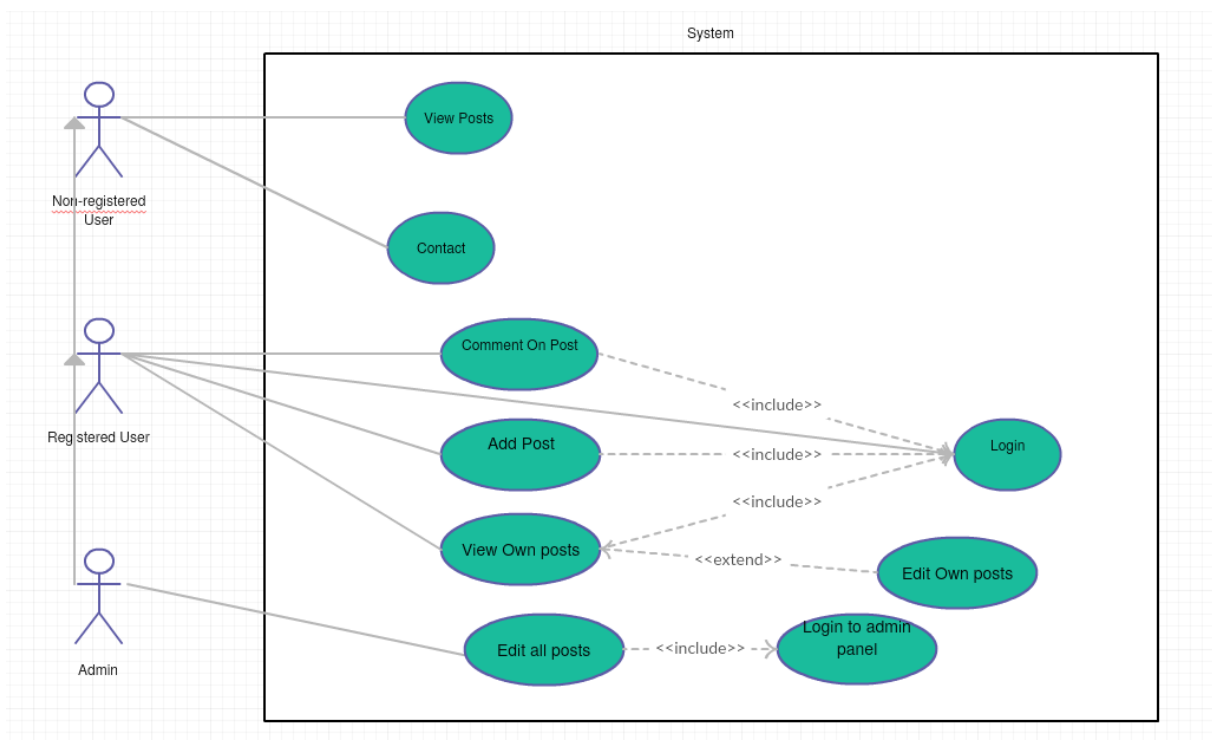 System
View Posts
Non-registered
User
Contact
Comment On Post
<<include>>
Registered User
Add Post
<<include>>
Login
<<include>>
View Own posts
<<extend>>
Edit Own posts
Login to admin
panel
Edit all posts
<<include>>
Admin